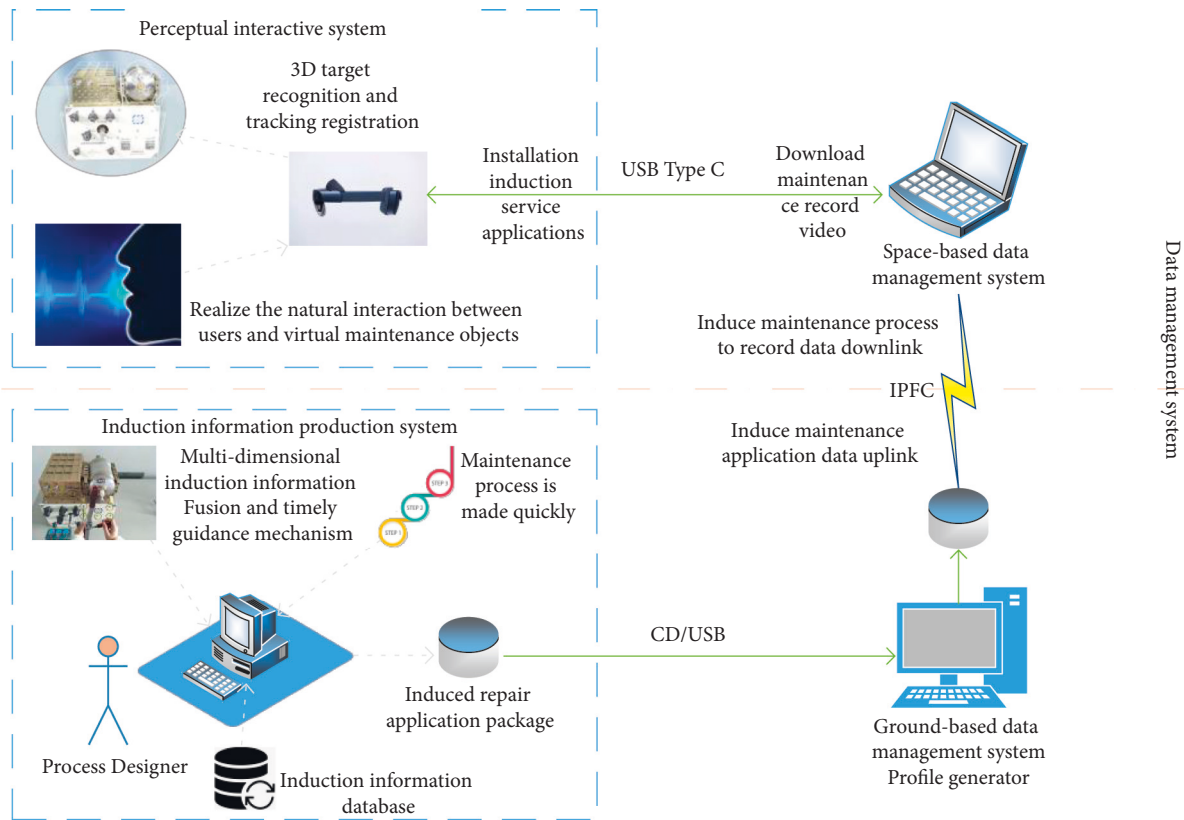 Perceptual interactive system
3D target
recognition and
tracking registration
Installation
induction
service
applications
USB Type C
Download
maintenan
ce record
video
Space-based data
management system
Realize the natural interaction between
users and virtual maintenance objects
Induce maintenance process
to record data downlink
IPFC
Induce maintenance
application data uplink
Data management system
Induction information production system
Multi-dimensional
induction information
Fusion and timely
guidance mechanism
STEP 3
STEP 2
STEP 1
Maintenance
process is
made quickly
CD/USB
Induced repair
application package
Process Designer
Induction information
database
Ground-based data
management system
Profile generator